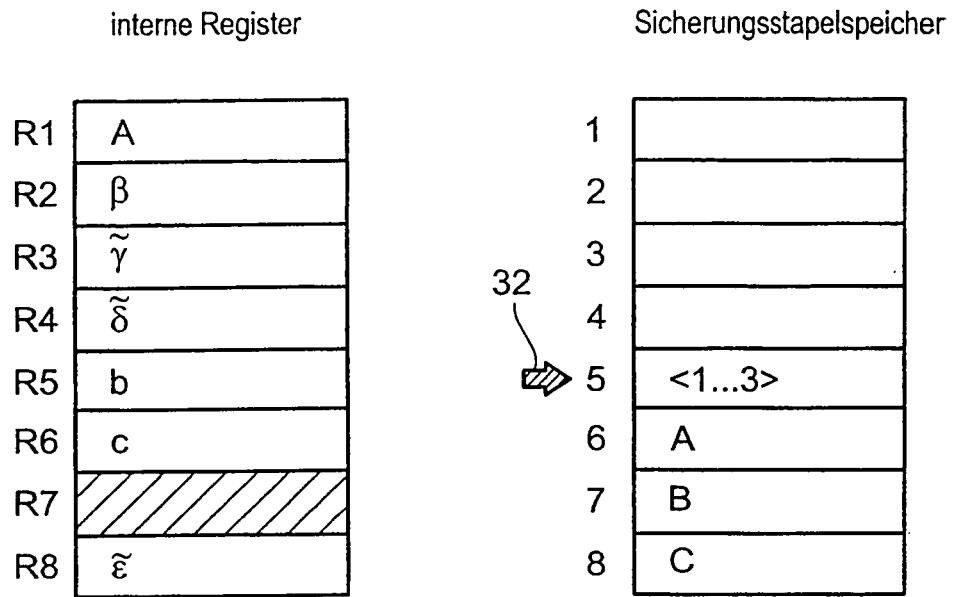 interne Register Sicherungsstapelspeicher
R1 A 1
R2 β 2
R3 γ̃ 3
32
R4 δ̃ 4
R5 b 5 <1...3>
R6 c 6 A
R7 7 B
R8 ε̃ 8 C